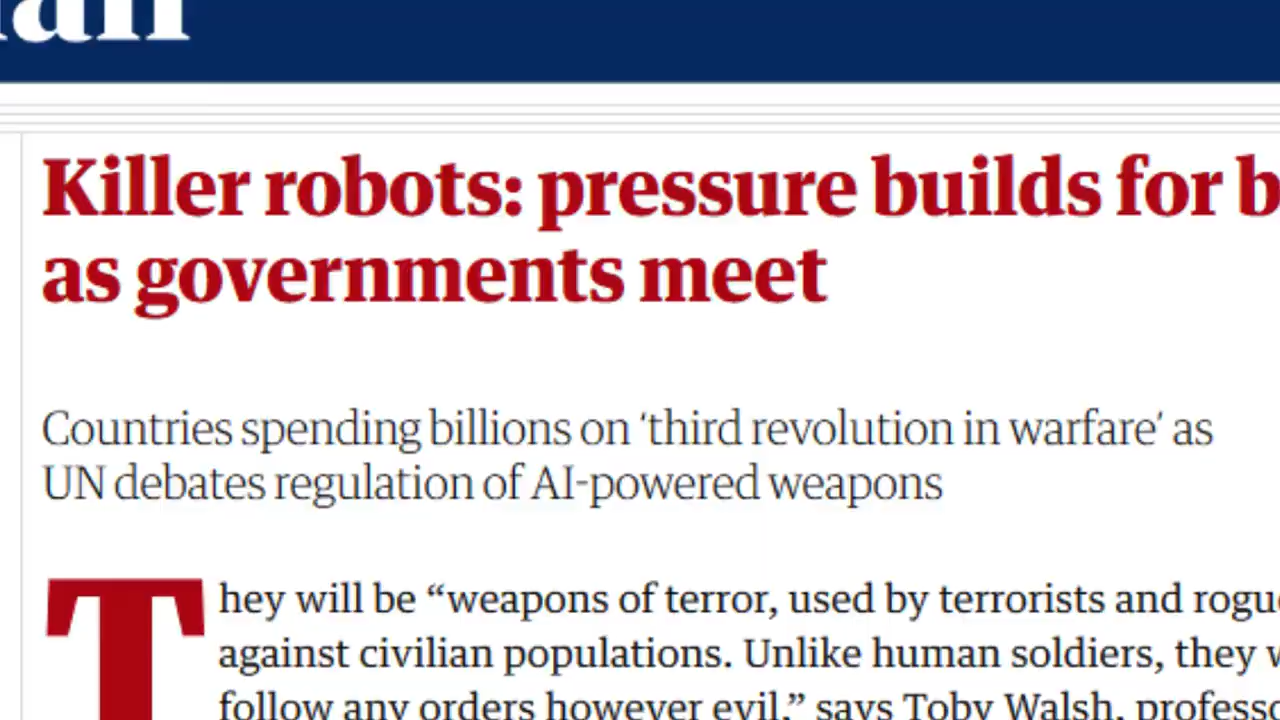 Killer robots: pressure builds for
as governments meet
Countries spending billions on ‘third revolution in warfare’ as
UN debates regulation of AI-powered weapons
They will be “weapons of terror, used by terrorists and
against civilian populations. Unlike human soldiers, they
follow any orders however evil,” says Toby Walsh,